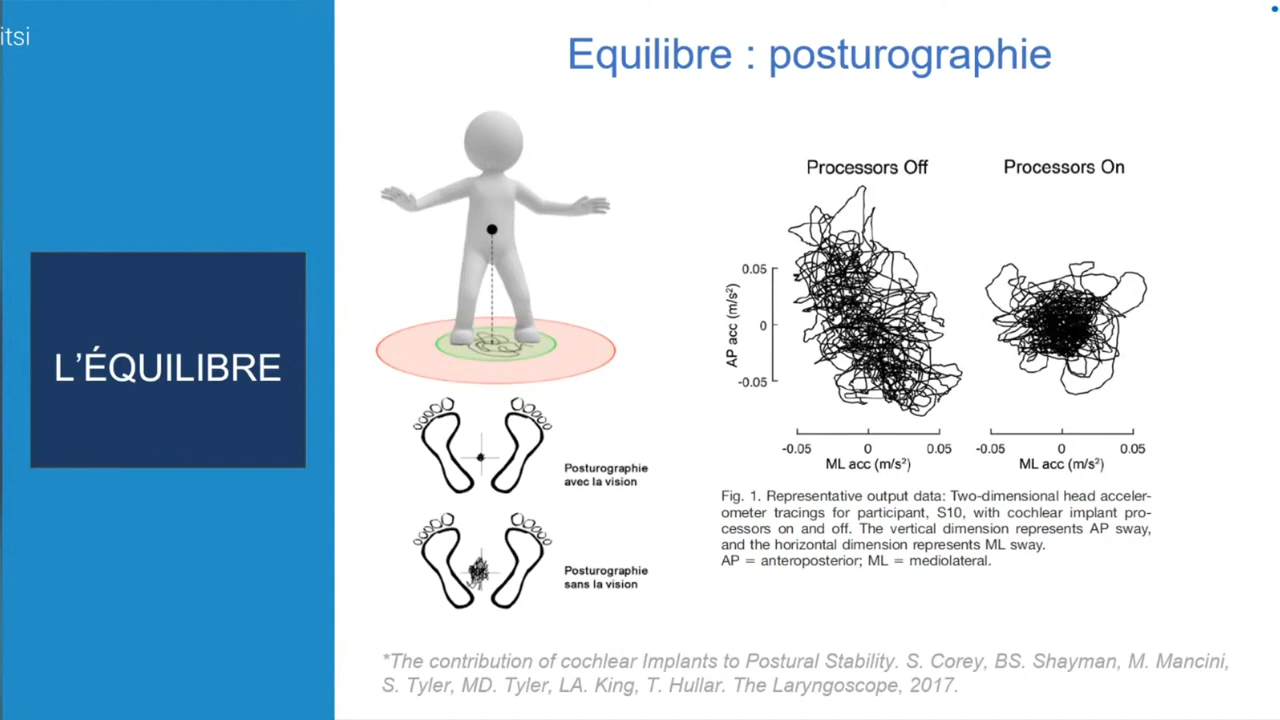 itsi
Equilibre : posturographie
L'ÉQUILIBRE
Posturographie
avec la vision
Posturographie
sans la vision
Processors Off
Processors On
AP acc (m/s²)
0.05
0
-0.05
-0.05 0 0.05
ML acc (m/s²)
-0.05 0 0.05
ML acc (m/s²)
Fig. 1. Representative output data: Two-dimensional head acceler-
ometer tracings for participant, S10, with cochlear implant pro-
cessors on and off. The vertical dimension represents AP sway,
and the horizontal dimension represents ML sway.
AP = anteroposterior; ML = mediolateral.
*The contribution of cochlear Implants to Postural Stability. S. Corey, BS. Shayman, M. Mancini,
S. Tyler, MD. Tyler, LA. King, T. Hullar. The Laryngoscope, 2017.